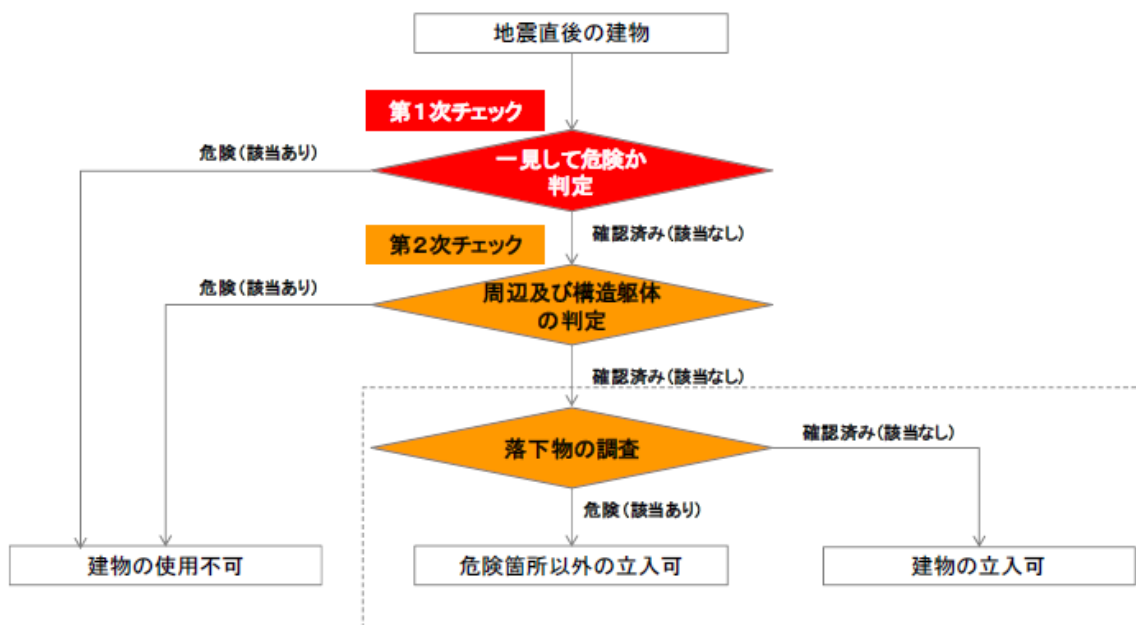 地震直後の建物
第1次チェック
危険(該当あり)
一見して危険か
判定
確認済み(該当なし)
第2次チェック
危険(該当あり)
周辺及び構造躯体
の判定
確認済み(該当なし)
落下物の調査
確認済み(該当なし)
危険(該当あり)
建物の使用不可
危険箇所以外の立入可
建物の立入可